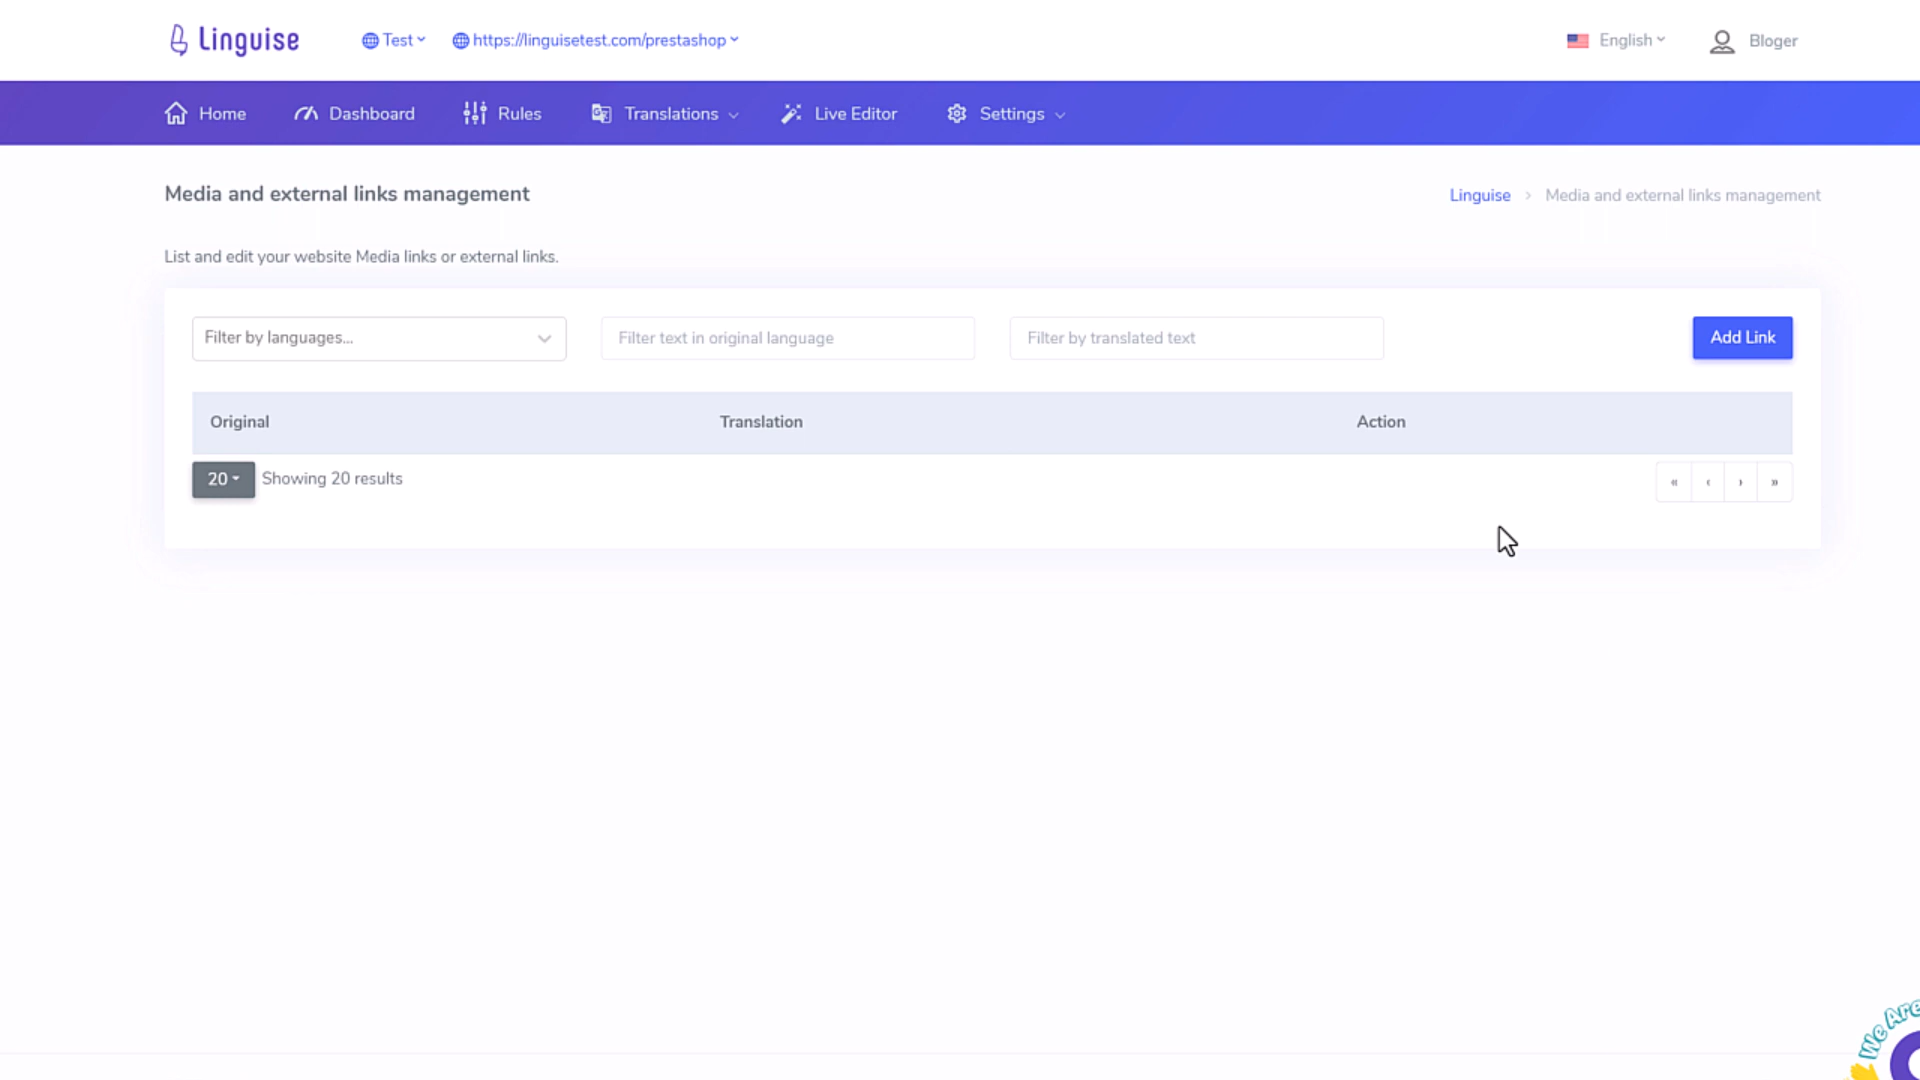 Linguise
Test
https://linguisetest.com/prestashop
English
Bloger
Home
Dashboard
Rules
Translations
Live Editor
Settings
Media and external links management
Linguise > Media and external links management
List and edit your website Media links or external links.
Filter by languages...
Filter text in original language
Filter by translated text
Add Link
Original
Translation
Action
20
Showing 20 results
« ‹ › »
We Are